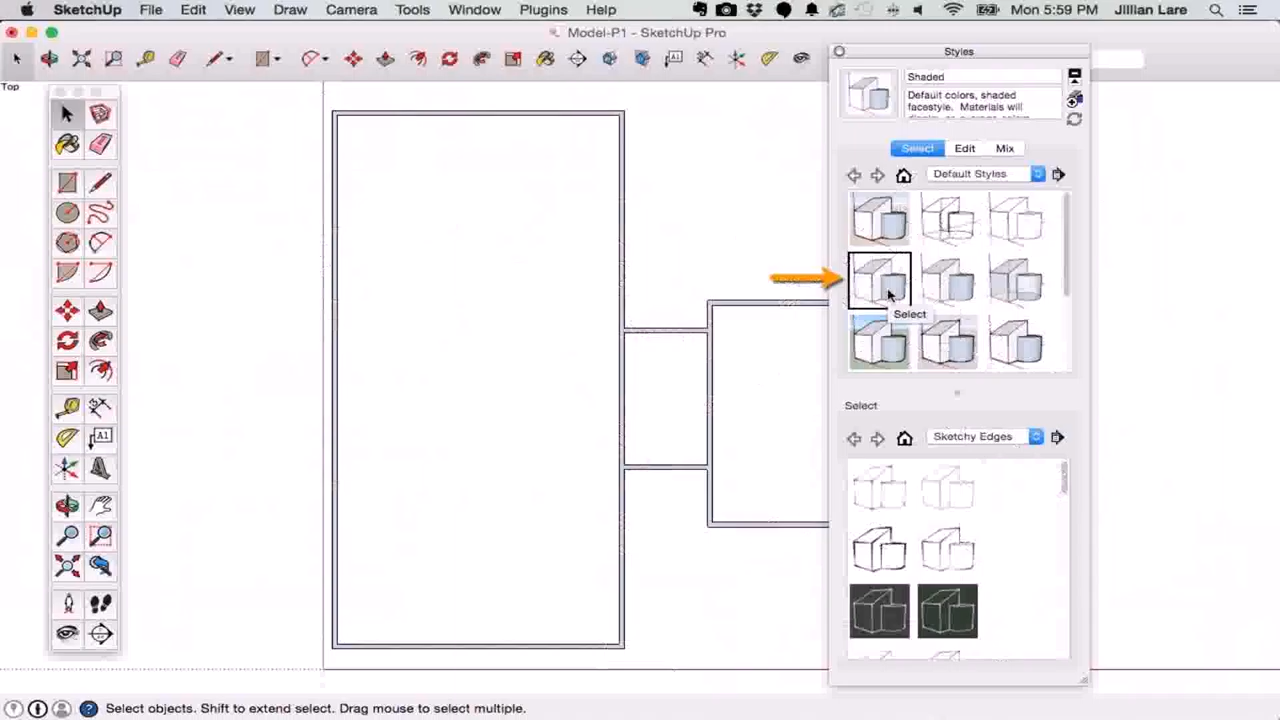 SketchUp File Edit View Draw Camera Tools Window Plugins Help Mon 5:59 PM Jillian Lare
Model-P1 - SketchUp Pro
Styles
Top
Shaded
Default colors, shaded
facestyle. Materials will
Select Edit Mix
Default Styles
Select
Select
Sketchy Edges
A1
Select objects. Shift to extend select. Drag mouse to select multiple.